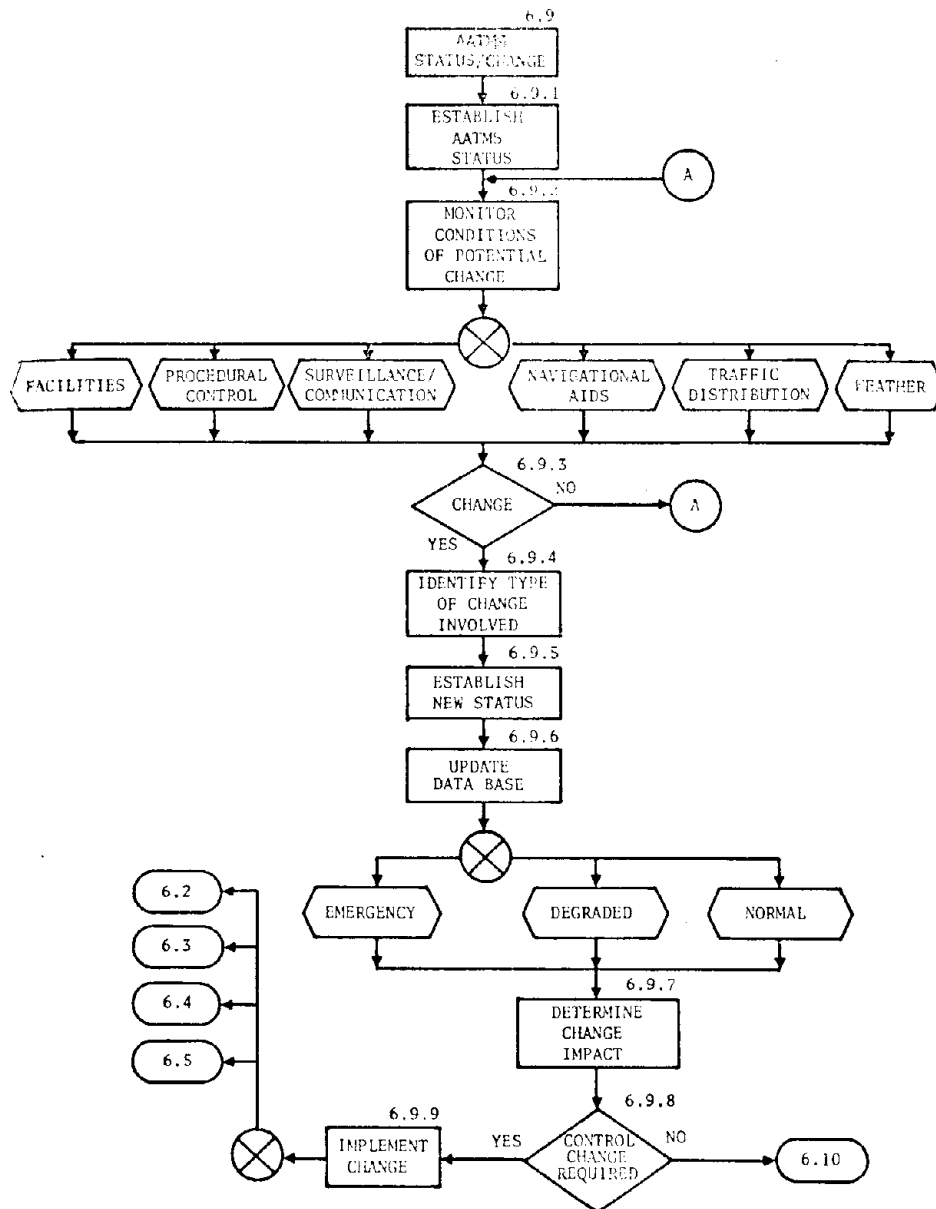 6.9
AATMS
STATUS/CHANGE
6.9.1
ESTABLISH
AATMS
STATUS
A
6.9.2
MONITOR
CONDITIONS
OF POTENTIAL
CHANGE
FACILITIES
PROCEDURAL
CONTROL
SURVEILLANCE/
COMMUNICATION
NAVIGATIONAL
AIDS
TRAFFIC
DISTRIBUTION
WEATHER
6.9.3
CHANGE
NO
A
YES
6.9.4
IDENTIFY TYPE
OF CHANGE
INVOLVED
6.9.5
ESTABLISH
NEW STATUS
6.9.6
UPDATE
DATA BASE
EMERGENCY
DEGRADED
NORMAL
6.2
6.3
6.4
6.5
6.9.7
DETERMINE
CHANGE
IMPACT
6.9.8
CONTROL
CHANGE
REQUIRED
YES
NO
6.9.9
IMPLEMENT
CHANGE
6.10